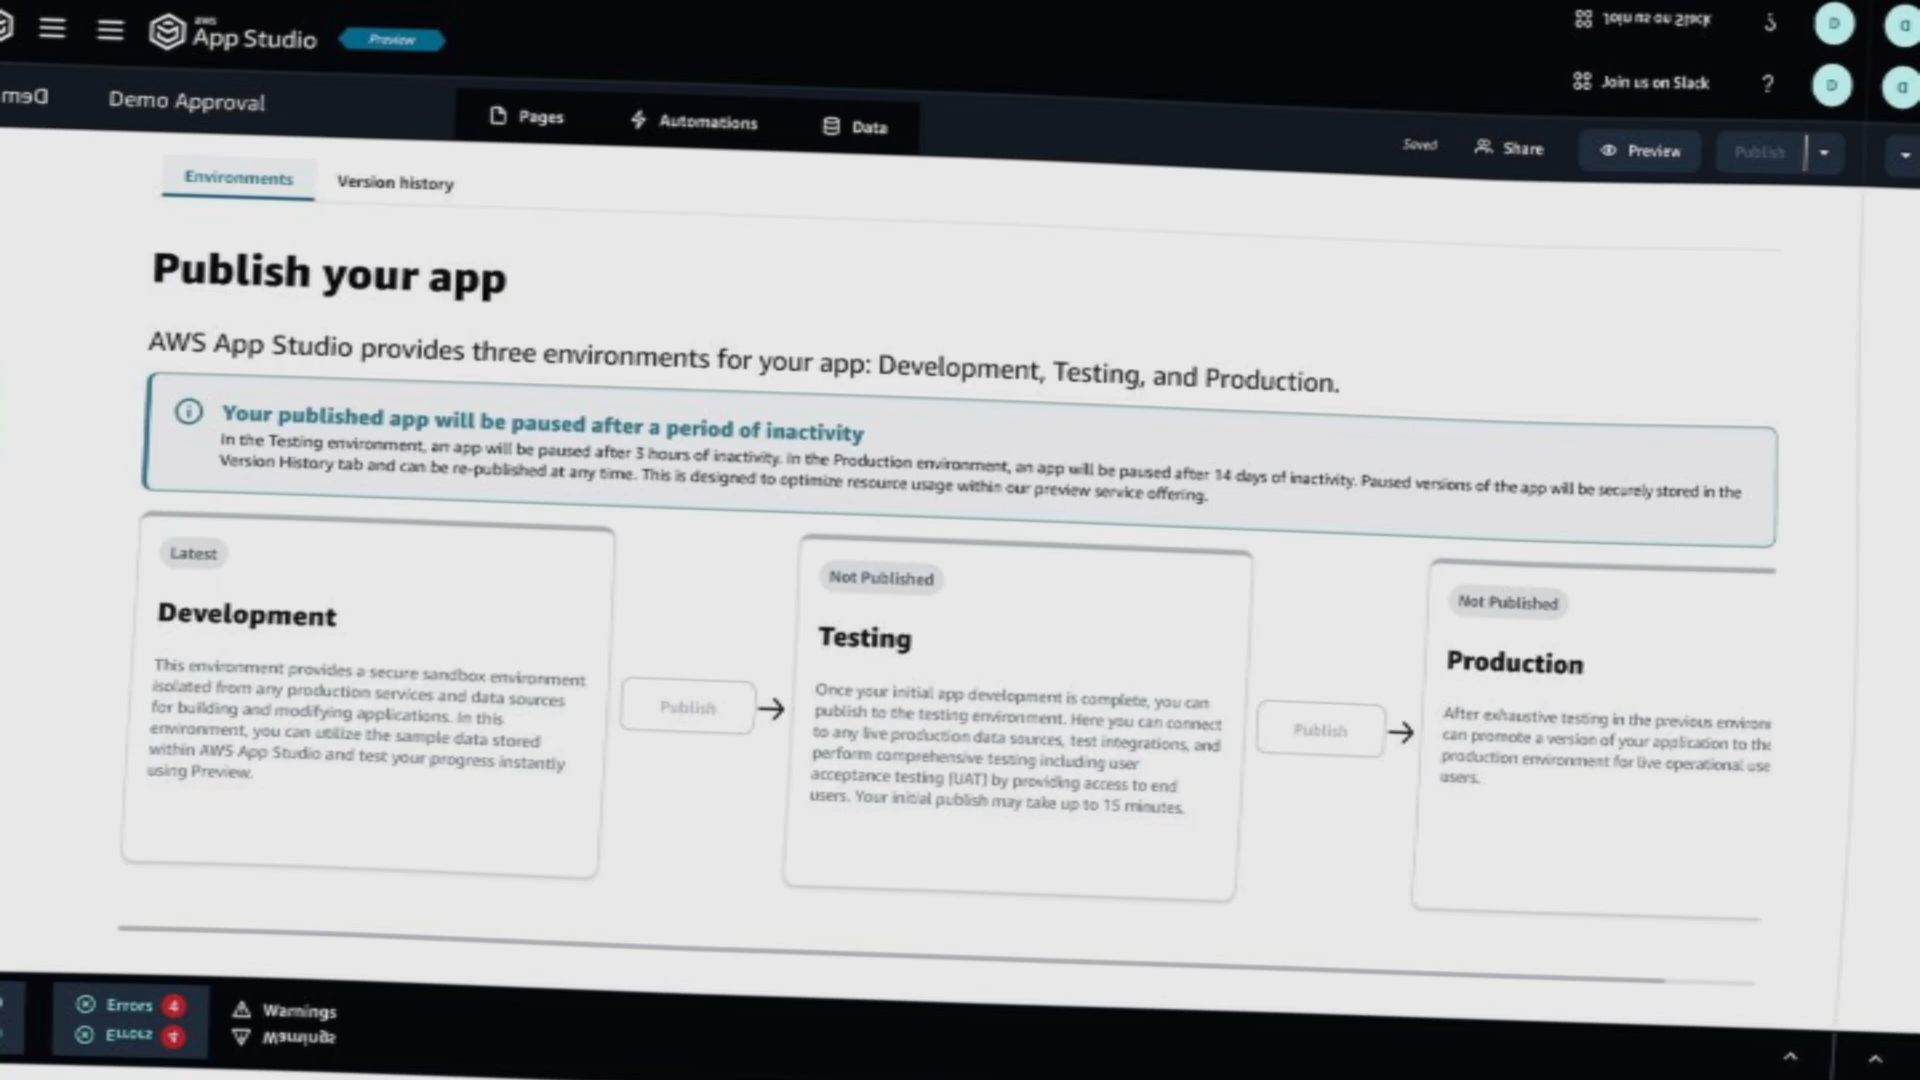 aws
App Studio
Preview
Join us on Slack
?
D
Demo Approval
Pages
Automations
Data
Saved
Share
Preview
Publish
Environments
Version history
Publish your app
AWS App Studio provides three environments for your app: Development, Testing, and Production.
Your published app will be paused after a period of inactivity
In the Testing environment, an app will be paused after 3 hours of inactivity. In the Production environment, an app will be paused after 14 days of inactivity. Paused versions of the app will be securely stored in the
Version History tab and can be re-published at any time. This is designed to optimize resource usage within our preview service offering.
Latest
Development
This environment provides a secure sandbox environment
isolated from any production services and data sources
for building and modifying applications. In this
environment, you can utilize the sample data stored
within AWS App Studio and test your progress instantly
using Preview.
Publish
Not Published
Testing
Once your initial app development is complete, you can
publish to the testing environment. Here you can connect
to any live production data sources, test integrations, and
perform comprehensive testing including user
acceptance testing (UAT) by providing access to end
users. Your initial publish may take up to 15 minutes.
Publish
Not Published
Production
After exhaustive testing in the previous environ
can promote a version of your application to the
production environment for live operational use
users.
Errors 4
Warnings